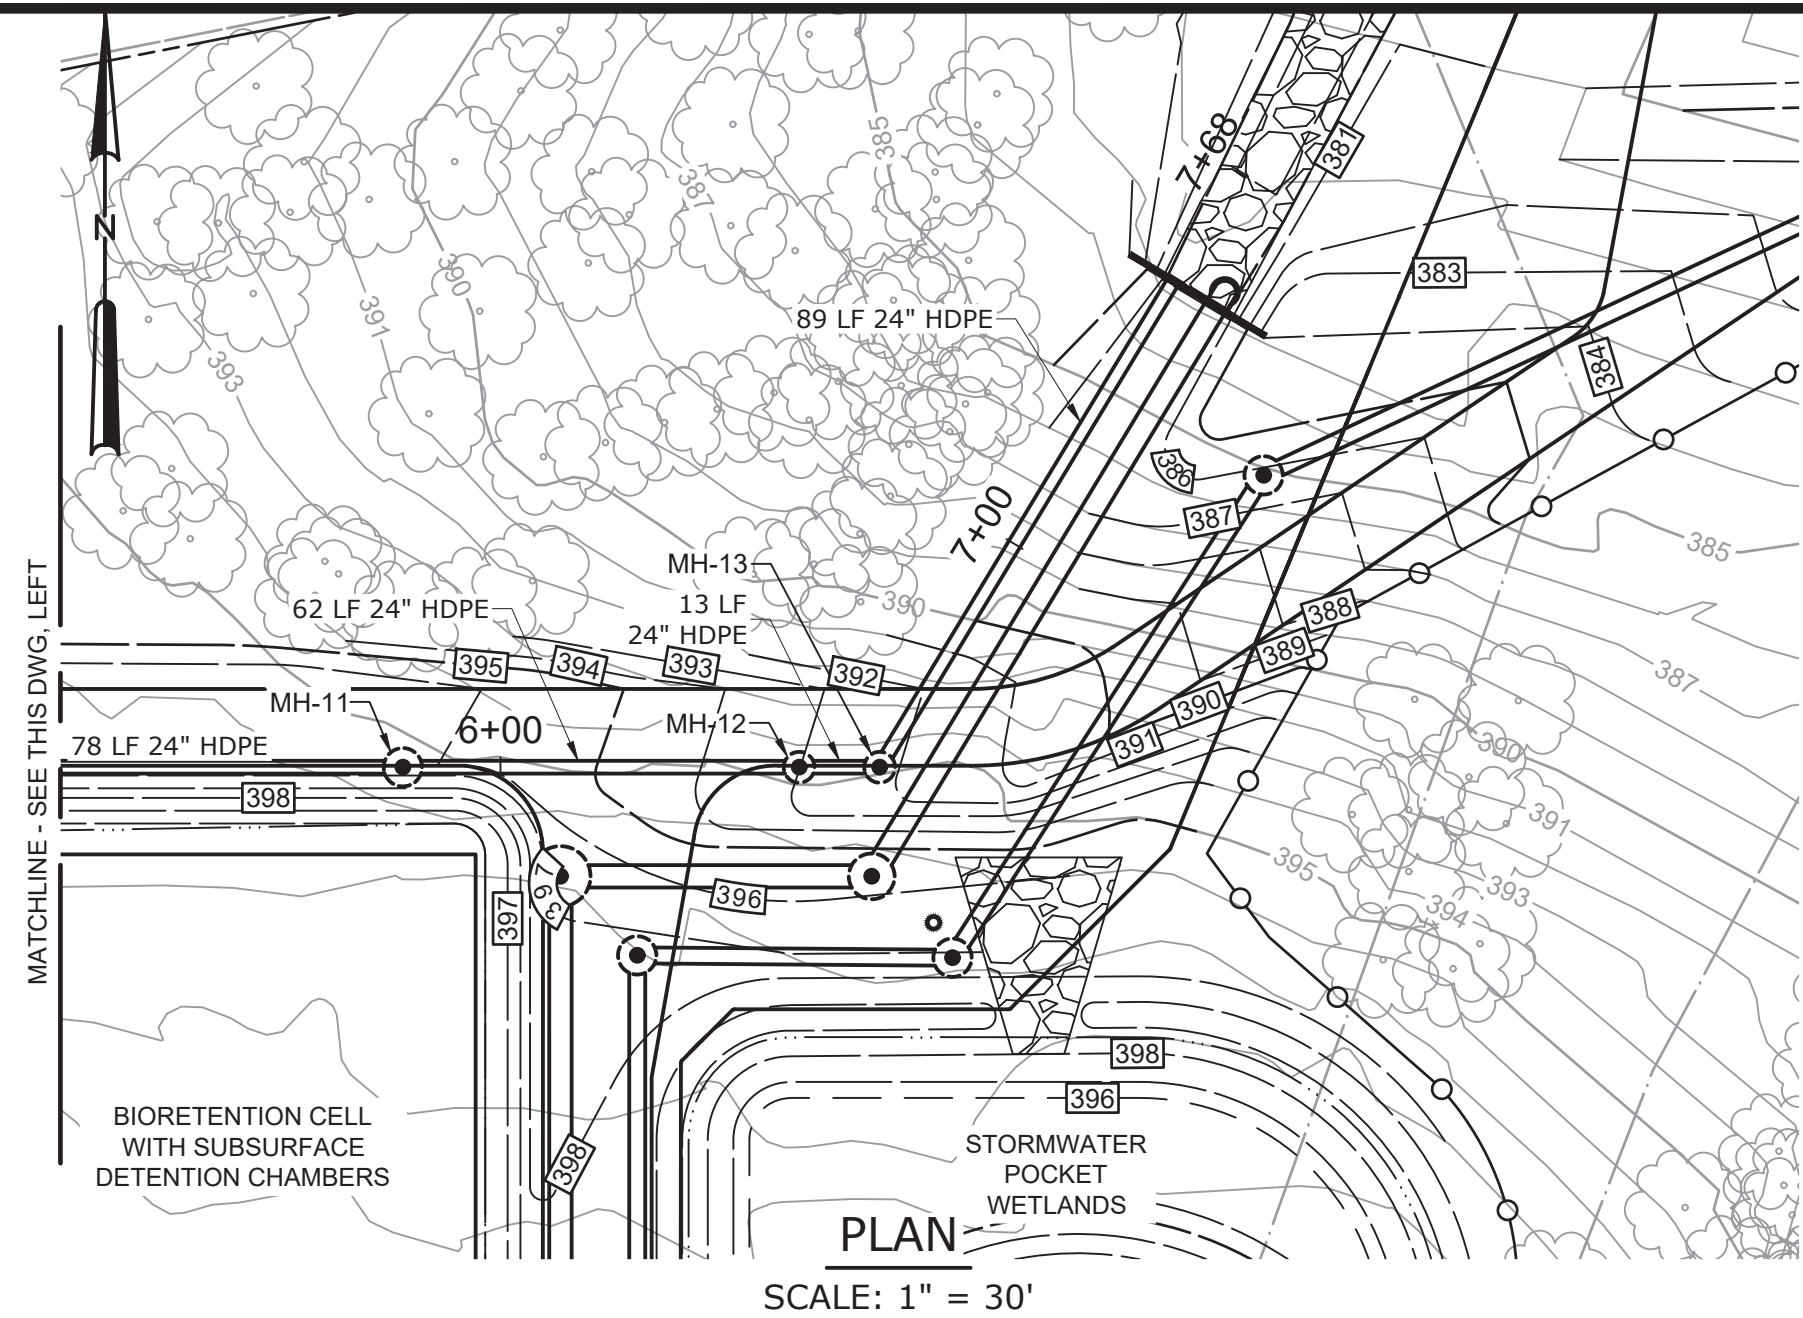 7+68
381
385
387
N
390
383
391
89 LF 24" HDPE
393
384
386
7+00
387
385
MH-13
390
62 LF 24" HDPE
13 LF
24" HDPE
388
389
395
394
393
392
387
MH-11
390
6+00
MH-12
391
390
78 LF 24" HDPE
398
391
395
396
397
397
393
394
MATCHLINE - SEE THIS DWG, LEFT
398
396
398
BIORETENTION CELL
WITH SUBSURFACE
DETENTION CHAMBERS
STORMWATER
POCKET
WETLANDS
PLAN
SCALE: 1" = 30'